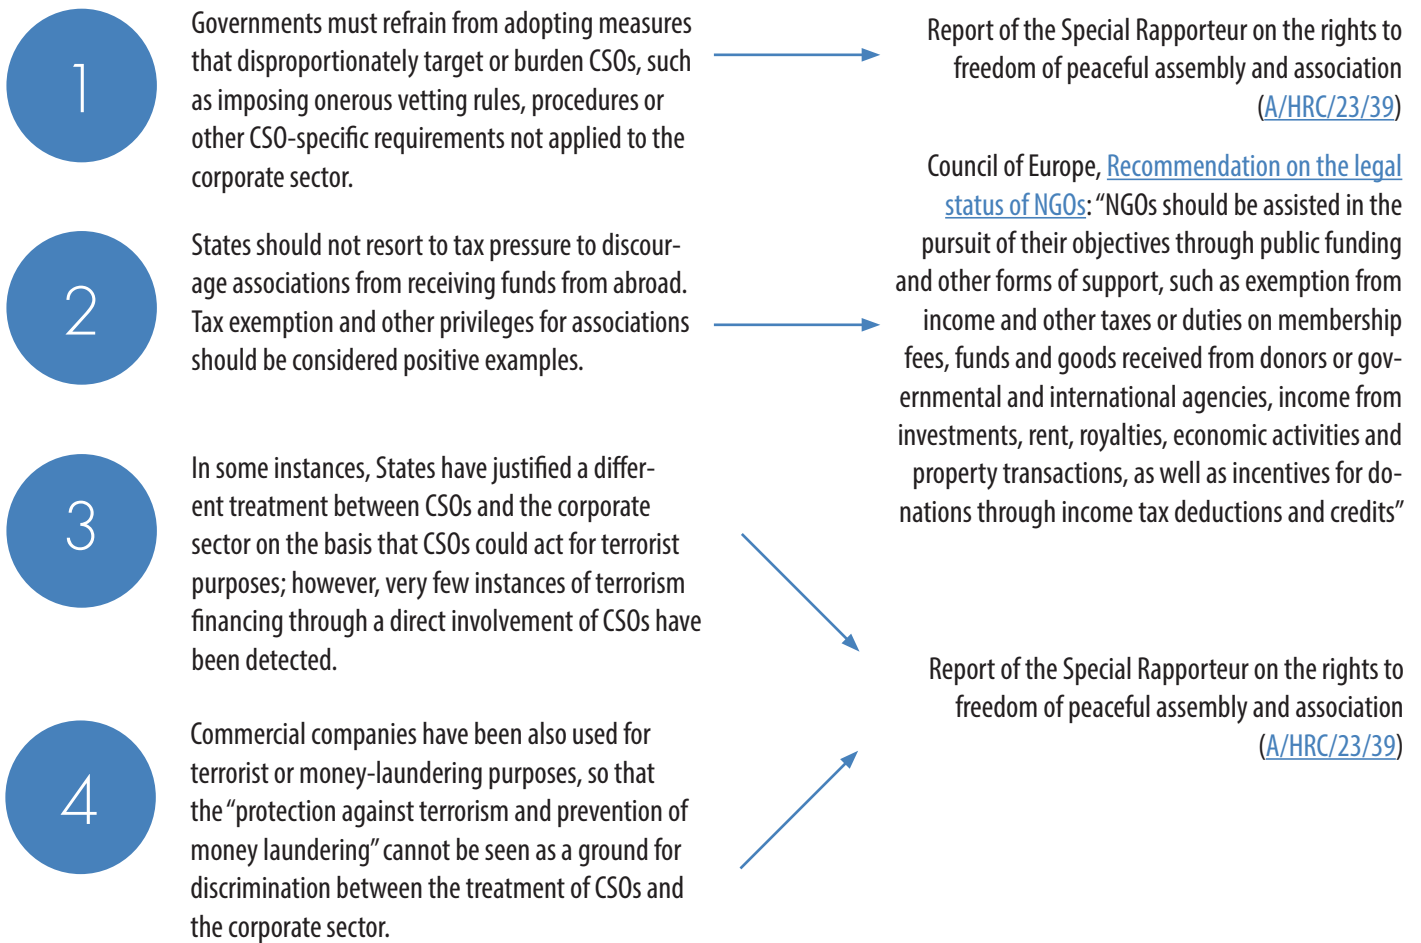 1
Governments must refrain from adopting measures
that disproportionately target or burden CSOs, such
as imposing onerous vetting rules, procedures or
other CSO-specific requirements not applied to the
corporate sector.
Report of the Special Rapporteur on the rights to
freedom of peaceful assembly and association
(A/HRC/23/39)
2
States should not resort to tax pressure to discour-
age associations from receiving funds from abroad.
Tax exemption and other privileges for associations
should be considered positive examples.
Council of Europe, Recommendation on the legal
status of NGOs: “NGOs should be assisted in the
pursuit of their objectives through public funding
and other forms of support, such as exemption from
income and other taxes or duties on membership
fees, funds and goods received from donors or gov-
ernmental and international agencies, income from
investments, rent, royalties, economic activities and
property transactions, as well as incentives for do-
nations through income tax deductions and credits”
3
In some instances, States have justified a differ-
ent treatment between CSOs and the corporate
sector on the basis that CSOs could act for terrorist
purposes; however, very few instances of terrorism
financing through a direct involvement of CSOs have
been detected.
4
Commercial companies have been also used for
terrorist or money-laundering purposes, so that
the “protection against terrorism and prevention of
money laundering” cannot be seen as a ground for
discrimination between the treatment of CSOs and
the corporate sector.
Report of the Special Rapporteur on the rights to
freedom of peaceful assembly and association
(A/HRC/23/39)